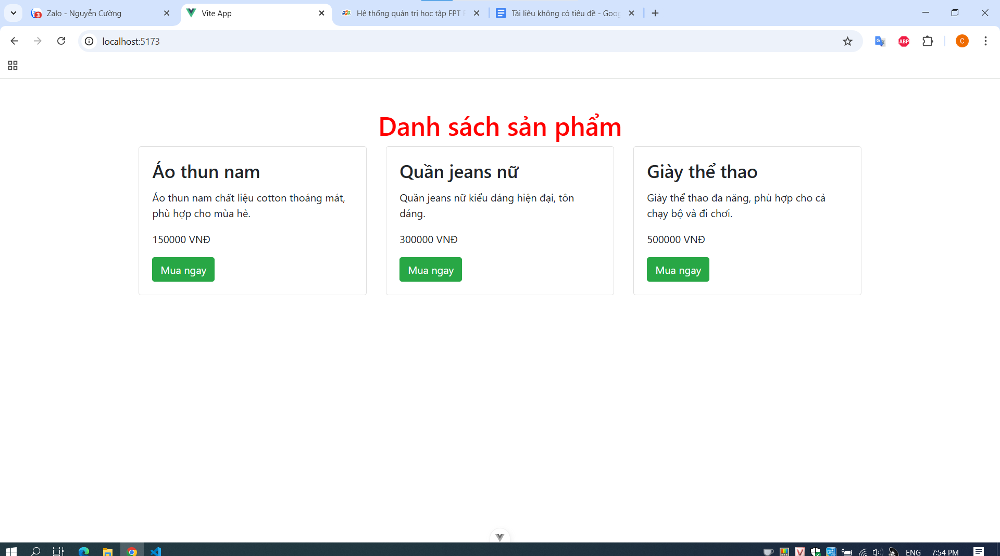 Zalo - Nguyễn Cường
Vite App
Hệ thống quản trị học tập FPT
Tài liệu không có tiêu đề - Goog
localhost:5173
ABP
C
Danh sách sản phẩm
Áo thun nam
Áo thun nam chất liệu cotton thoáng mát,
phù hợp cho mùa hè.
150000 VNĐ
Mua ngay
Quần jeans nữ
Quần jeans nữ kiểu dáng hiện đại, tôn
dáng.
300000 VNĐ
Mua ngay
Giày thể thao
Giày thể thao đa năng, phù hợp cho cả
chạy bộ và đi chơi.
500000 VNĐ
Mua ngay
ENG
7:54 PM